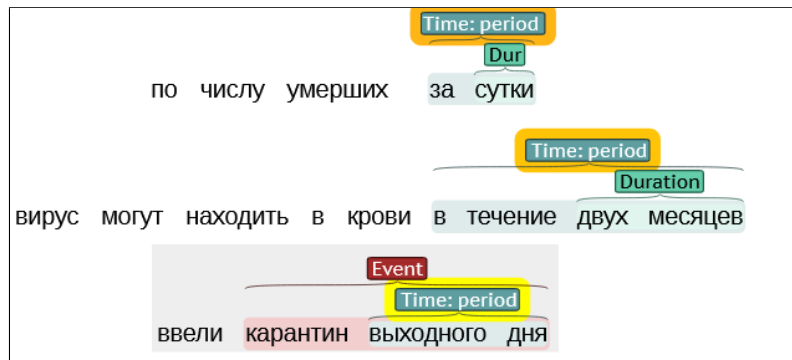 Time: period
Dur
по числу умерших за сутки
Time: period
Duration
вирус могут находить в крови в течение двух месяцев
Event
Time: period
ввели карантин выходного дня